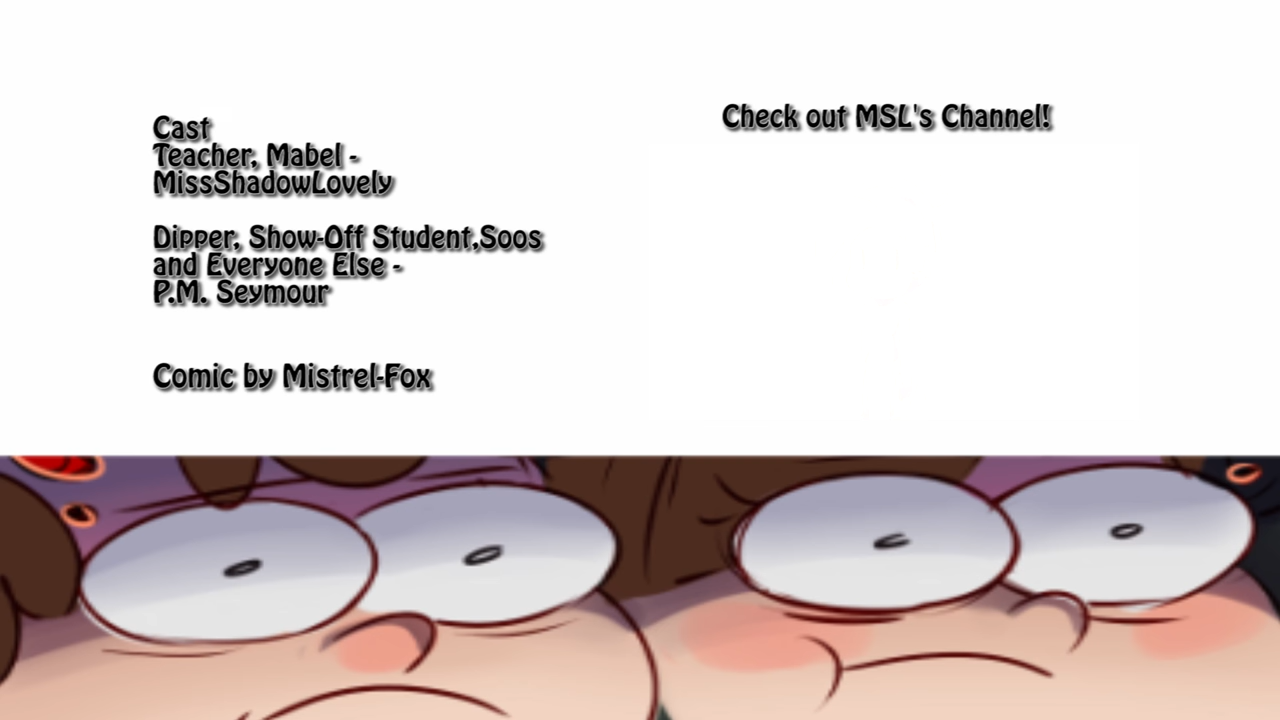 Cast
Teacher, Mabel -
MissShadowLovely
Dipper, Show-Off Student,Soos
and Everyone Else -
P.M. Seymour
Comic by Mistrel-Fox
Check out MSL's Channel!